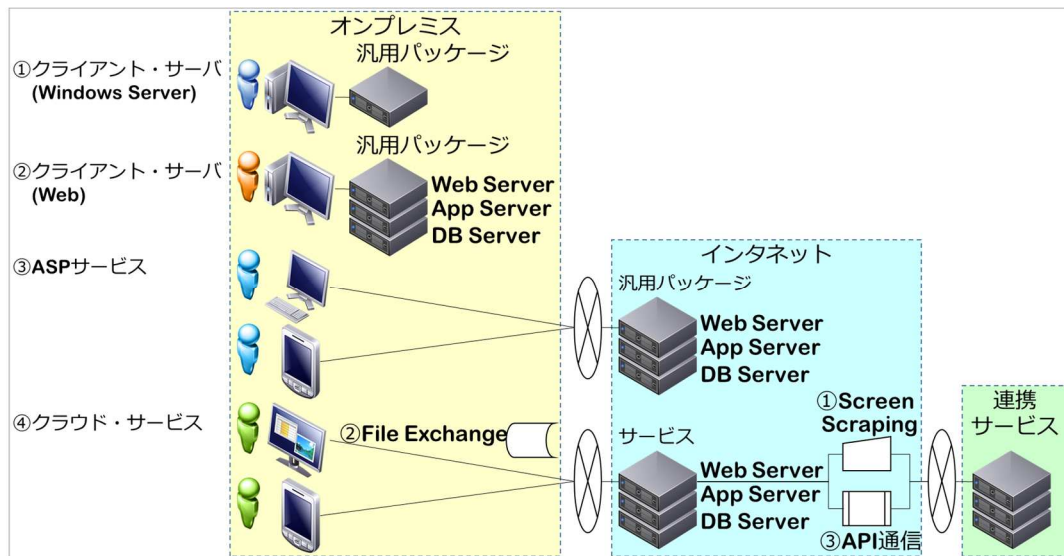 オンプレミス
汎用パッケージ
①クライアント・サーバ
(Windows Server)
汎用パッケージ
②クライアント・サーバ
(Web)
Web Server
App Server
DB Server
③ASPサービス
インタネット
汎用パッケージ
Web Server
App Server
DB Server
④クラウド・サービス
②File Exchange
サービス
Web Server
App Server
DB Server
①Screen
Scraping
③API通信
連携
サービス